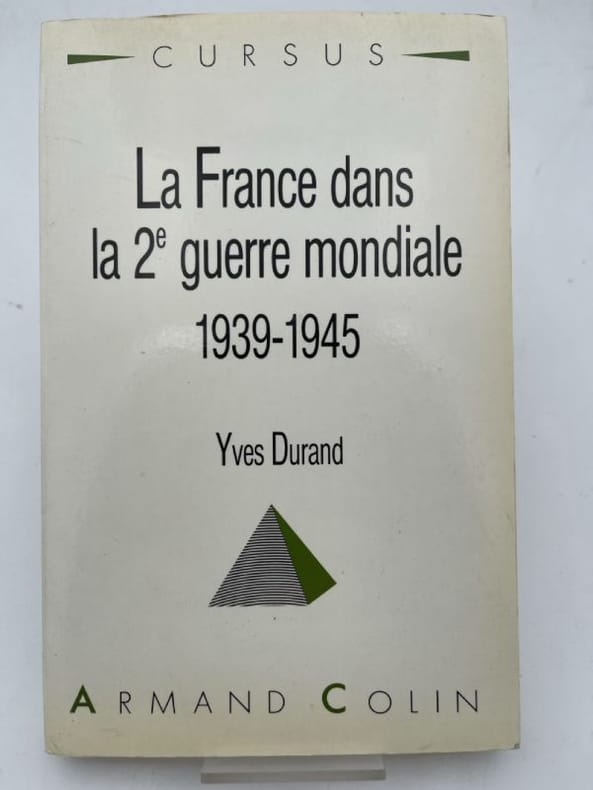 CURSUS
La France dans
la 2e guerre mondiale
1939-1945
Yves Durand
ARMAND COLIN